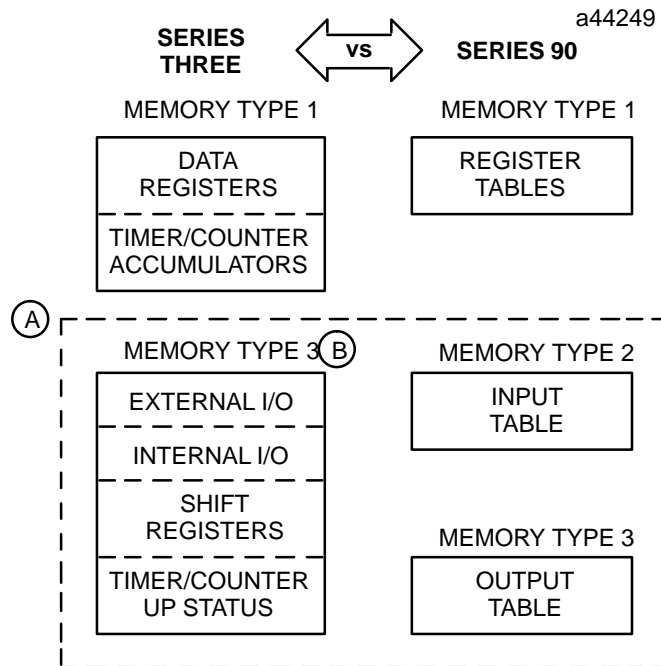 a44249
SERIES THREE
vs
SERIES 90
MEMORY TYPE 1
DATA
REGISTERS
TIMER/COUNTER
ACCUMULATORS
MEMORY TYPE 1
REGISTER
TABLES
A
MEMORY TYPE 3
B
EXTERNAL I/O
INTERNAL I/O
SHIFT
REGISTERS
TIMER/COUNTER
UP STATUS
MEMORY TYPE 2
INPUT
TABLE
MEMORY TYPE 3
OUTPUT
TABLE